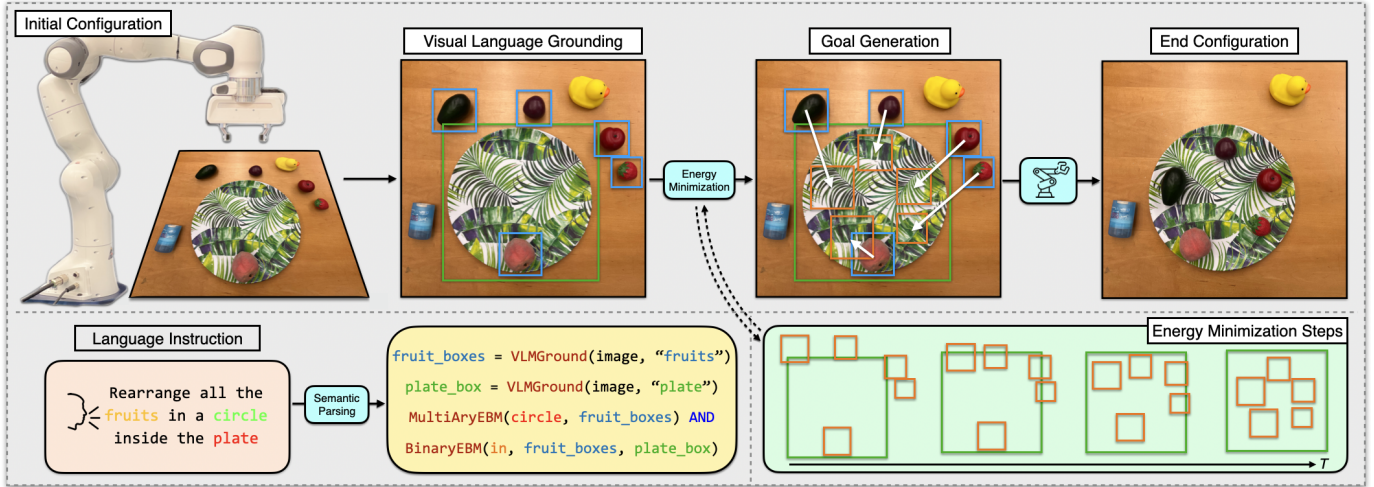 Initial Configuration
Visual Language Grounding
Goal Generation
End Configuration
Energy
Minimization
Language Instruction
Rearrange all the
fruits in a circle
inside the plate
Semantic
Parsing
fruit_boxes = VLMGround(image, “fruits”)
plate_box = VLMGround(image, “plate”)
MultiAryEBM(circle, fruit_boxes) AND
BinaryEBM(in, fruit_boxes, plate_box)
Energy Minimization Steps
T